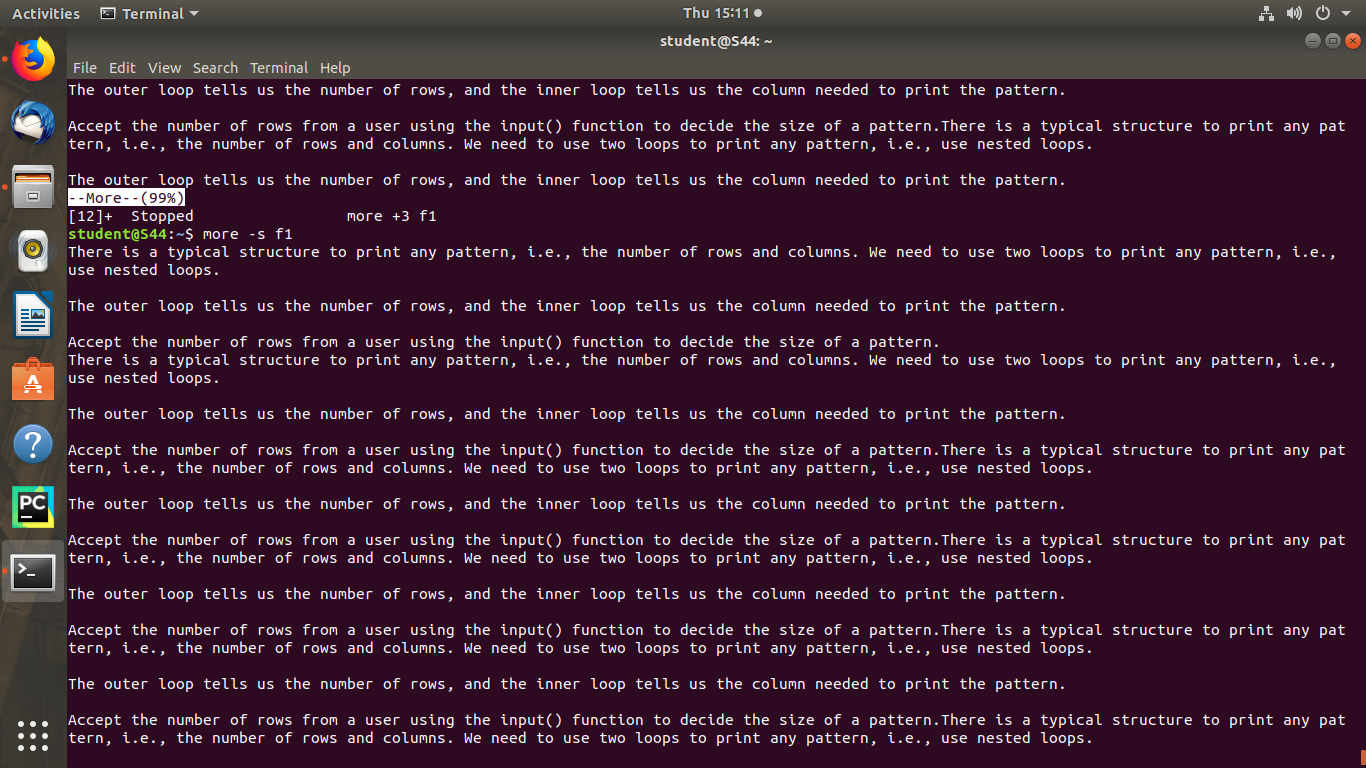 Activities Terminal Thu 15:11
student@S44: ~
File Edit View Search Terminal Help
The outer loop tells us the number of rows, and the inner loop tells us the column needed to print the pattern.
Accept the number of rows from a user using the input() function to decide the size of a pattern.There is a typical structure to print any pat
tern, i.e., the number of rows and columns. We need to use two loops to print any pattern, i.e., use nested loops.
The outer loop tells us the number of rows, and the inner loop tells us the column needed to print the pattern.
--More--(99%)
[12]+  Stopped                 more +3 f1
student@S44:~$ more -s f1
There is a typical structure to print any pattern, i.e., the number of rows and columns. We need to use two loops to print any pattern, i.e.,
use nested loops.
The outer loop tells us the number of rows, and the inner loop tells us the column needed to print the pattern.
Accept the number of rows from a user using the input() function to decide the size of a pattern.
There is a typical structure to print any pattern, i.e., the number of rows and columns. We need to use two loops to print any pattern, i.e.,
use nested loops.
The outer loop tells us the number of rows, and the inner loop tells us the column needed to print the pattern.
Accept the number of rows from a user using the input() function to decide the size of a pattern.There is a typical structure to print any pat
tern, i.e., the number of rows and columns. We need to use two loops to print any pattern, i.e., use nested loops.
The outer loop tells us the number of rows, and the inner loop tells us the column needed to print the pattern.
Accept the number of rows from a user using the input() function to decide the size of a pattern.There is a typical structure to print any pat
tern, i.e., the number of rows and columns. We need to use two loops to print any pattern, i.e., use nested loops.
The outer loop tells us the number of rows, and the inner loop tells us the column needed to print the pattern.
Accept the number of rows from a user using the input() function to decide the size of a pattern.There is a typical structure to print any pat
tern, i.e., the number of rows and columns. We need to use two loops to print any pattern, i.e., use nested loops.
The outer loop tells us the number of rows, and the inner loop tells us the column needed to print the pattern.
Accept the number of rows from a user using the input() function to decide the size of a pattern.There is a typical structure to print any pat
tern, i.e., the number of rows and columns. We need to use two loops to print any pattern, i.e., use nested loops.
PC